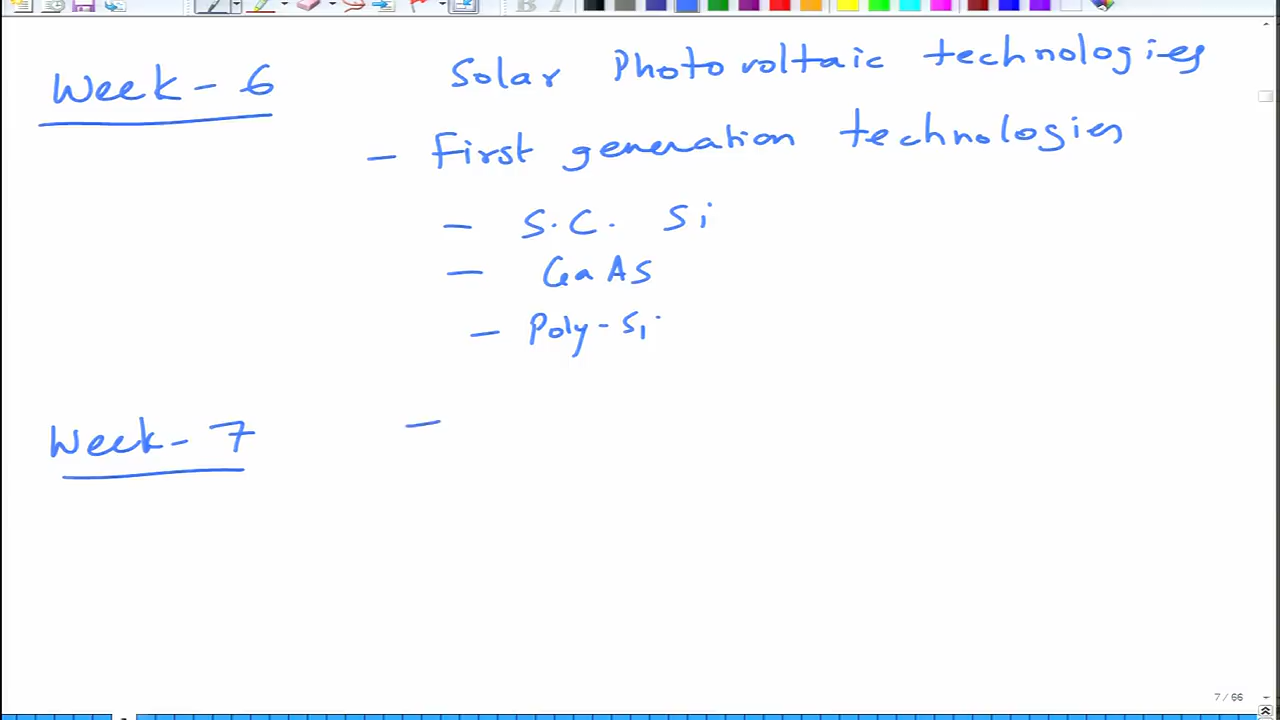 Week - 6 Solar Photovoltaic technologies
- First generation technologies
- S.C. Si
- GaAs
- Poly-Si
Week - 7 -
7 / 66